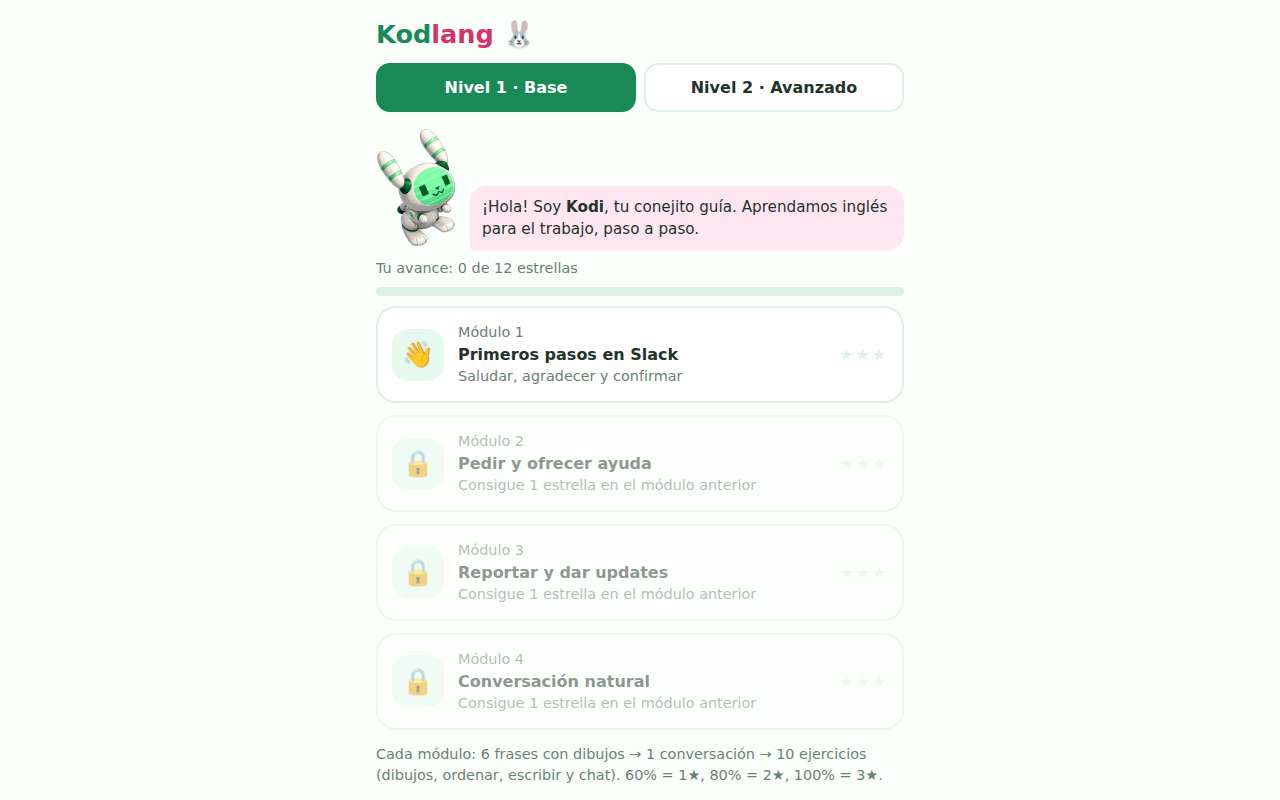 Kodlang
Nivel 1 · Base
Nivel 2 · Avanzado
¡Hola! Soy Kodi, tu conejito guía. Aprendamos inglés
para el trabajo, paso a paso.
Tu avance: 0 de 12 estrellas
Módulo 1
Primeros pasos en Slack
Saludar, agradecer y confirmar
★★★
Módulo 2
Pedir y ofrecer ayuda
Consigue 1 estrella en el módulo anterior
★★★
Módulo 3
Reportar y dar updates
Consigue 1 estrella en el módulo anterior
★★★
Módulo 4
Conversación natural
Consigue 1 estrella en el módulo anterior
★★★
Cada módulo: 6 frases con dibujos → 1 conversación → 10 ejercicios
(dibujos, ordenar, escribir y chat). 60% = 1★, 80% = 2★, 100% = 3★.